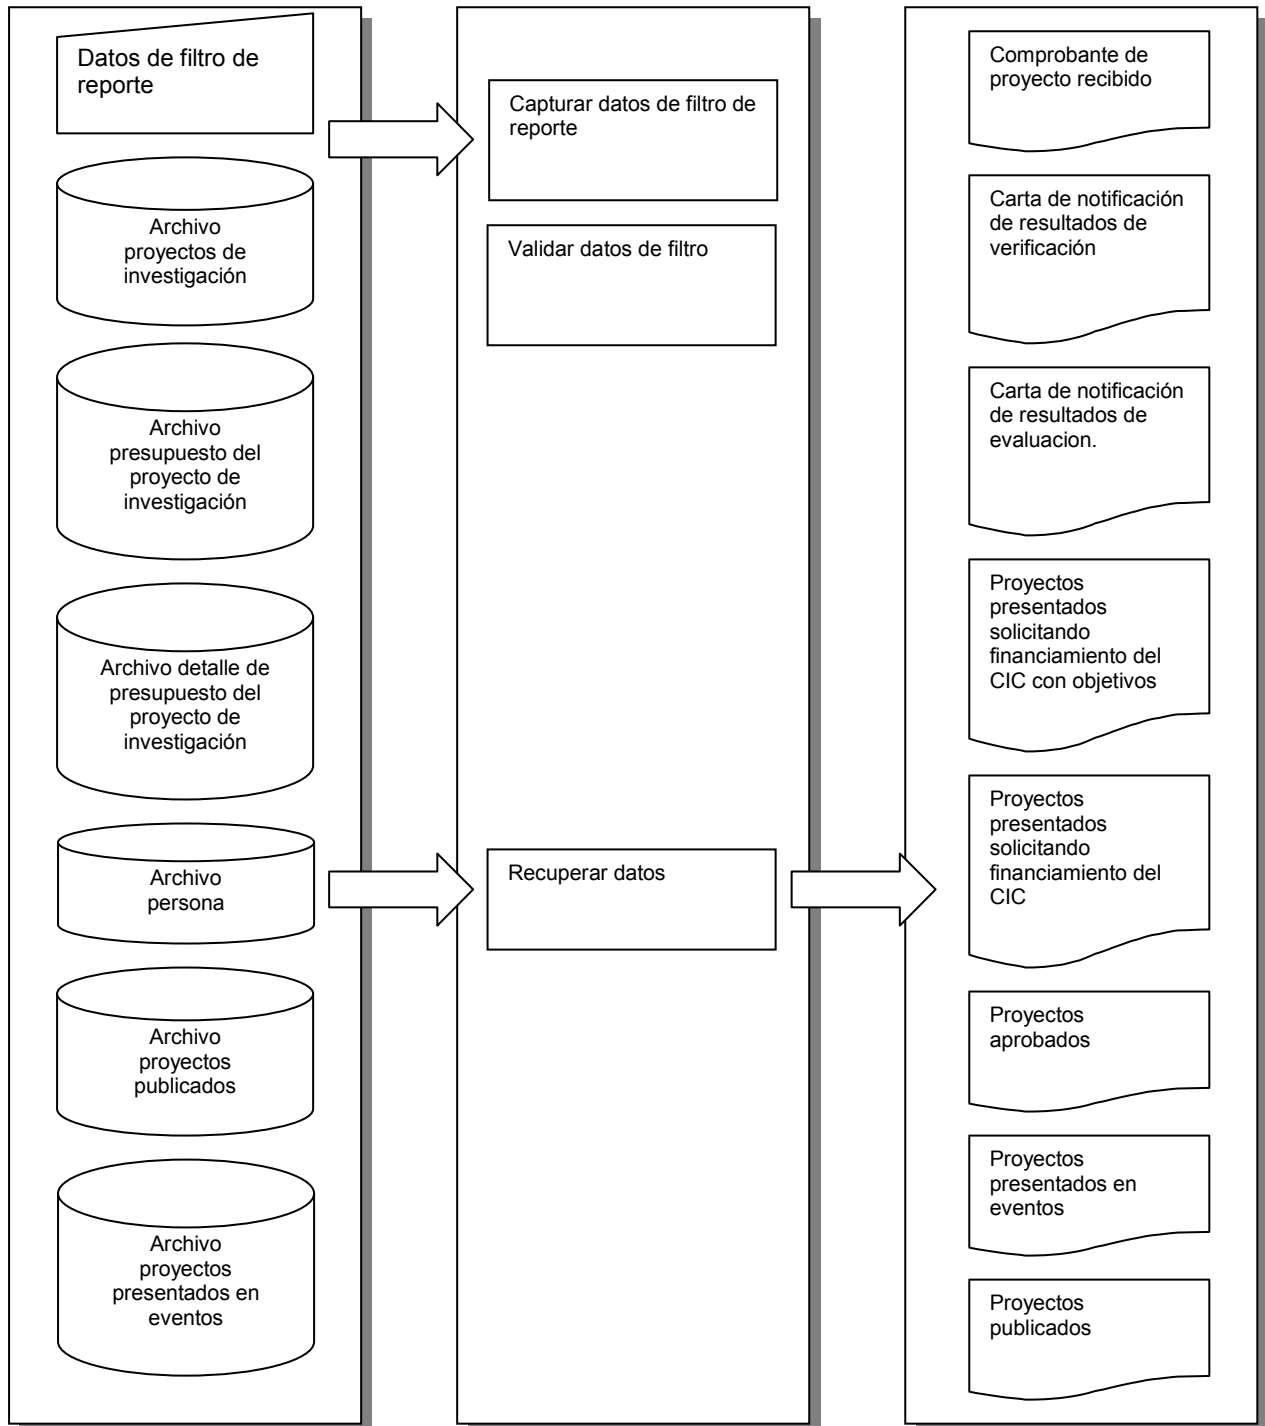 Datos de filtro de
reporte
Archivo
proyectos de
investigación
Archivo
presupuesto del
proyecto de
investigación
Archivo detalle de
presupuesto del
proyecto de
investigación
Archivo
persona
Archivo
proyectos
publicados
Archivo
proyectos
presentados en
eventos
Capturar datos de filtro de
reporte
Validar datos de filtro
Recuperar datos
Comprobante de
proyecto recibido
Carta de notificación
de resultados de
verificación
Carta de notificación
de resultados de
evaluacion.
Proyectos
presentados
solicitando
financiamiento del
CIC con objetivos
Proyectos
presentados
solicitando
financiamiento del
CIC
Proyectos
aprobados
Proyectos
presentados en
eventos
Proyectos
publicados